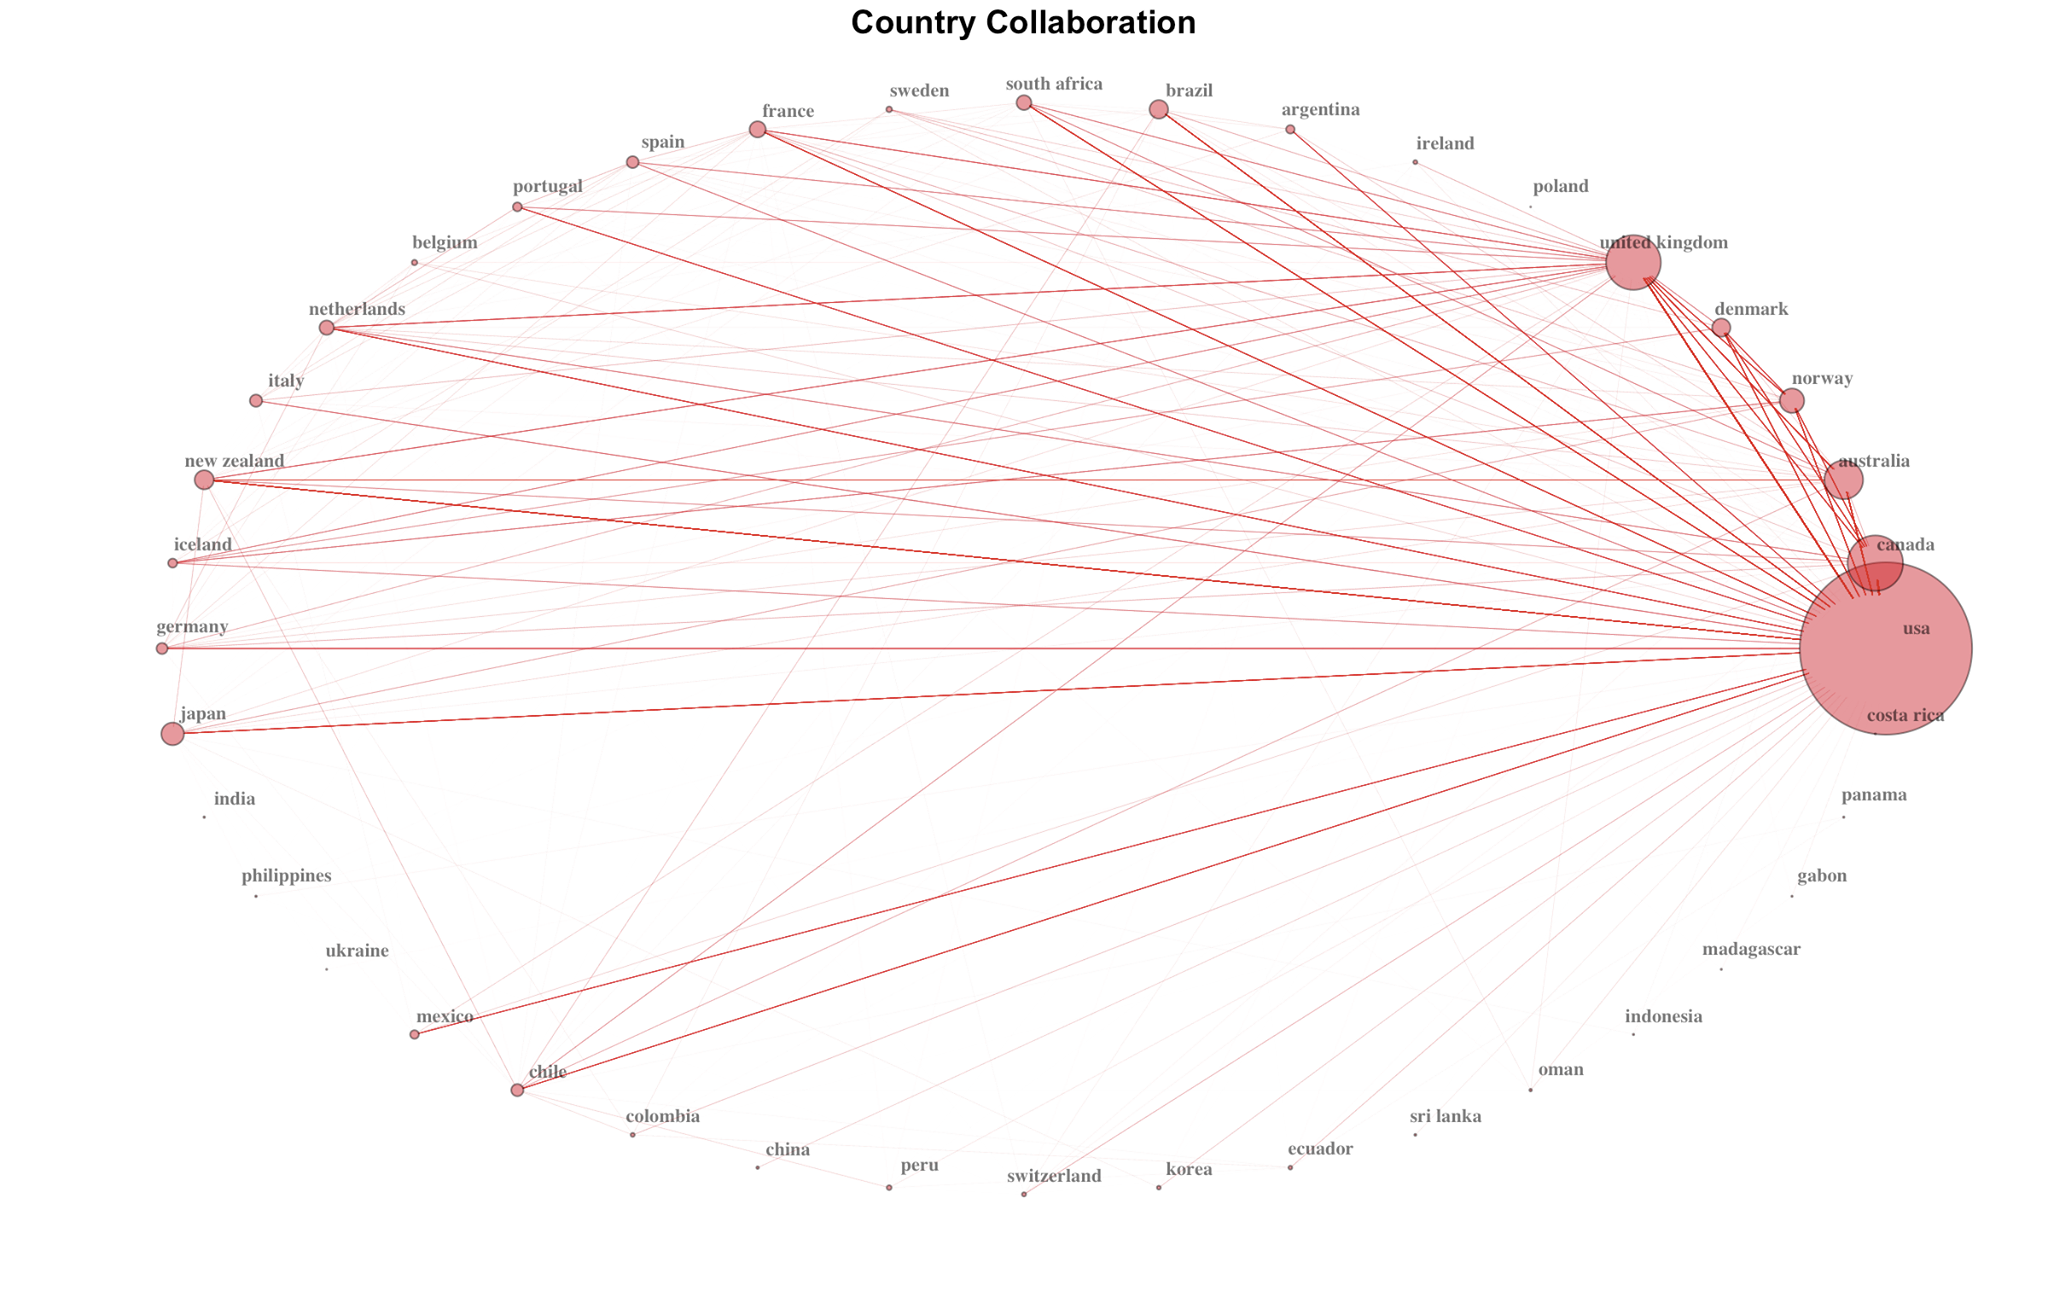 Country Collaboration
south africa
sweden
brazil
france
argentina
spain
ireland
portugal
poland
belgium
united kingdom
netherlands
denmark
italy
norway
new zealand
australia
iceland
canada
germany
usa
japan
costa rica
india
panama
philippines
gabon
ukraine
madagascar
mexico
indonesia
chile
oman
colombia
sri lanka
china
ecuador
peru
korea
switzerland